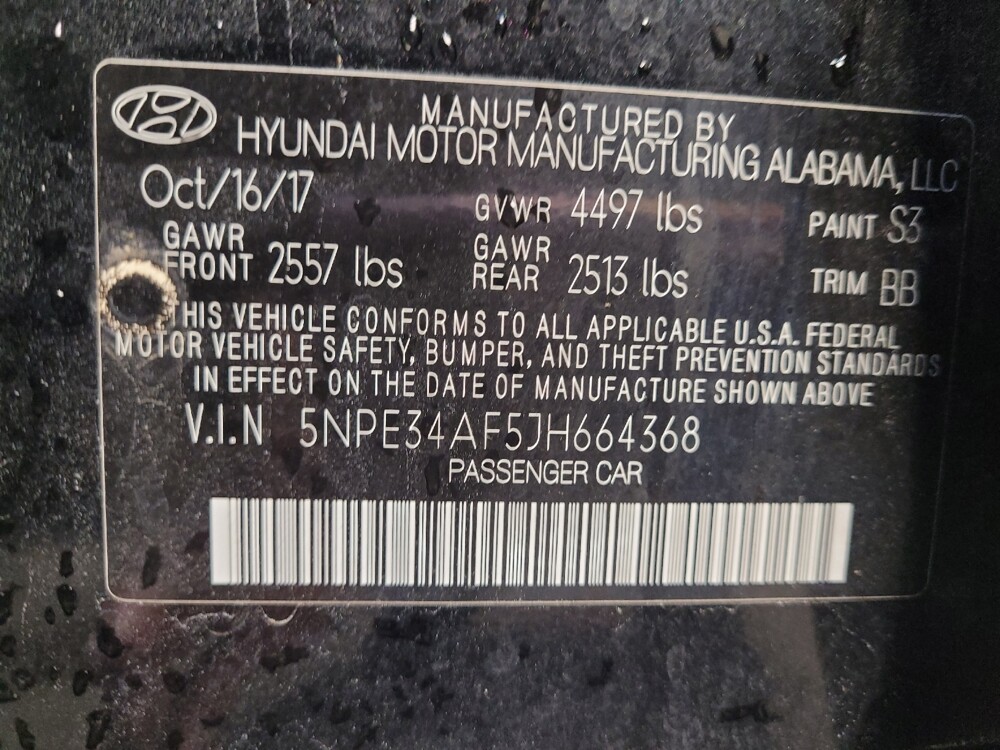 MANUFACTURED BY
HYUNDAI MOTOR MANUFACTURING ALABAMA, LLC
Oct/16/17 GVWR 4497 lbs PAINT S3
GAWR FRONT 2557 lbs GAWR REAR 2513 lbs TRIM BB
THIS VEHICLE CONFORMS TO ALL APPLICABLE U.S.A. FEDERAL
MOTOR VEHICLE SAFETY, BUMPER, AND THEFT PREVENTION STANDARDS
IN EFFECT ON THE DATE OF MANUFACTURE SHOWN ABOVE
V.I.N 5NPE34AF5JH664368
PASSENGER CAR